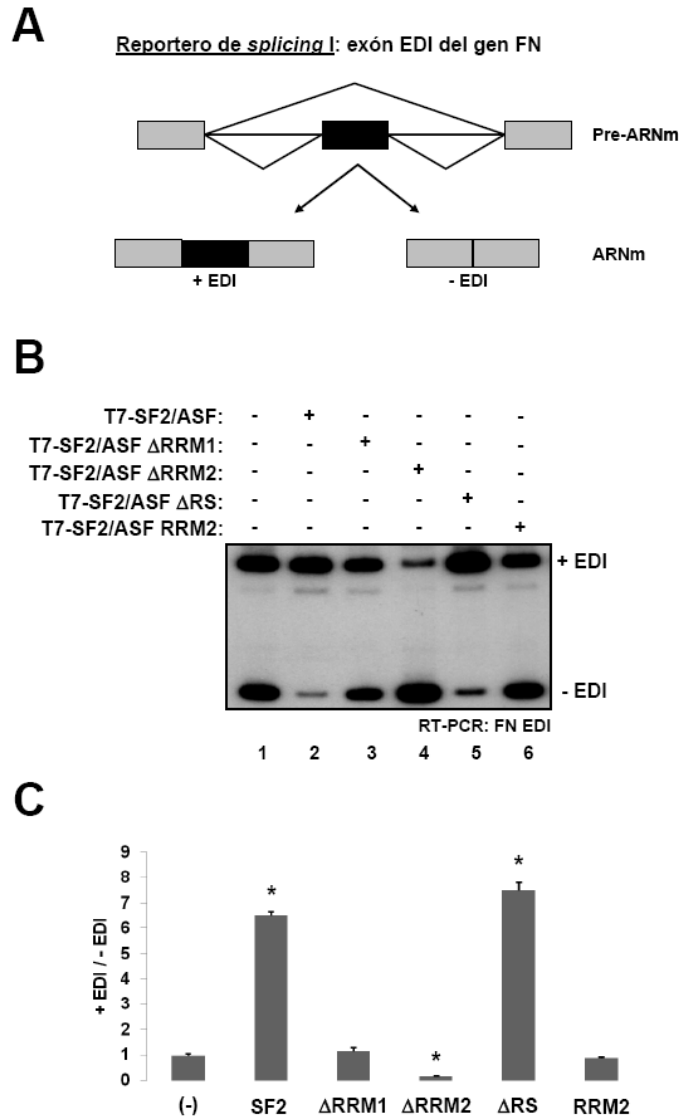 A
Reportero de splicing I: exón EDI del gen FN
Pre-ARNm
ARNm
+ EDI
- EDI
B
T7-SF2/ASF: - + - - - -
T7-SF2/ASF ΔRRM1: - - + - - -
T7-SF2/ASF ΔRRM2: - - - + - -
T7-SF2/ASF ΔRS: - - - - + -
T7-SF2/ASF RRM2: - - - - - +
+ EDI
- EDI
RT-PCR: FN EDI
1 2 3 4 5 6
C
+ EDI / - EDI
9
8
7
6
5
4
3
2
1
0
* * *
(-) SF2 ΔRRM1 ΔRRM2 ΔRS RRM2